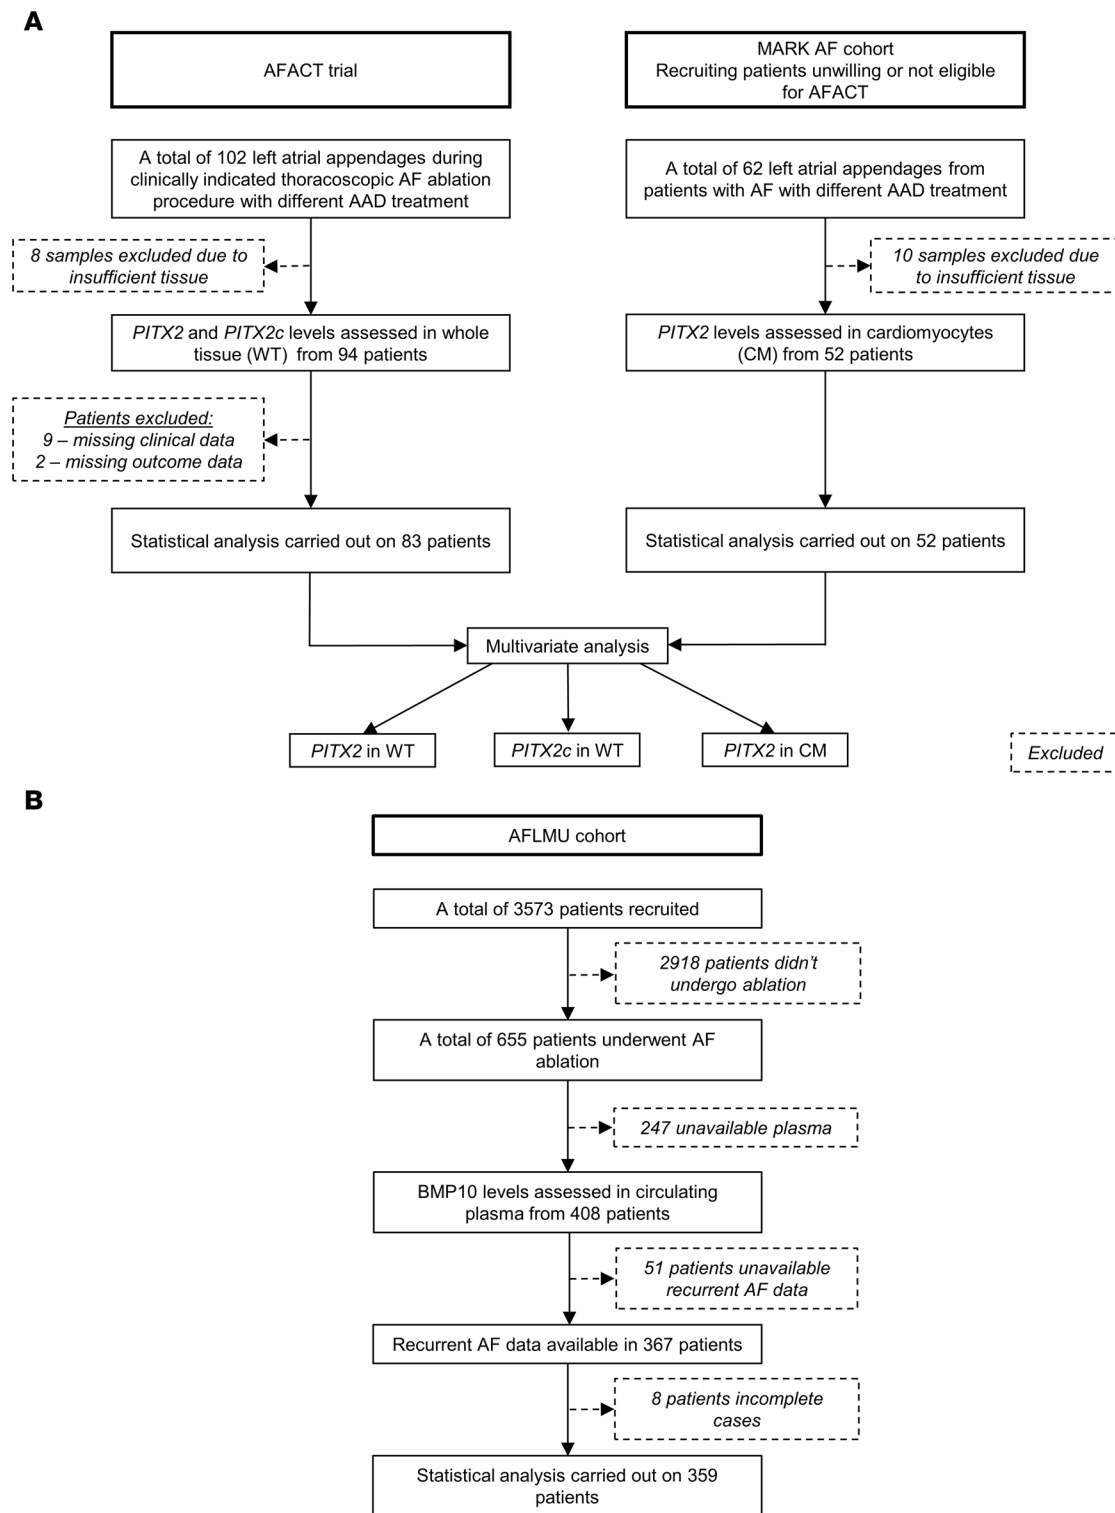 A
AFACT trial
MARK AF cohort
Recruiting patients unwilling or not eligible
for AFACT
A total of 102 left atrial appendages during
clinically indicated thoracoscopic AF ablation
procedure with different AAD treatment
A total of 62 left atrial appendages from
patients with AF with different AAD treatment
8 samples excluded due to
insufficient tissue
10 samples excluded due
to insufficient tissue
PITX2 and PITX2c levels assessed in whole
tissue (WT) from 94 patients
PITX2 levels assessed in cardiomyocytes
(CM) from 52 patients
Patients excluded:
9 – missing clinical data
2 – missing outcome data
Statistical analysis carried out on 83 patients
Statistical analysis carried out on 52 patients
Multivariate analysis
PITX2 in WT
PITX2c in WT
PITX2 in CM
Excluded
B
AFLMU cohort
A total of 3573 patients recruited
2918 patients didn’t
undergo ablation
A total of 655 patients underwent AF
ablation
247 unavailable plasma
BMP10 levels assessed in circulating
plasma from 408 patients
51 patients unavailable
recurrent AF data
Recurrent AF data available in 367 patients
8 patients incomplete
cases
Statistical analysis carried out on 359
patients